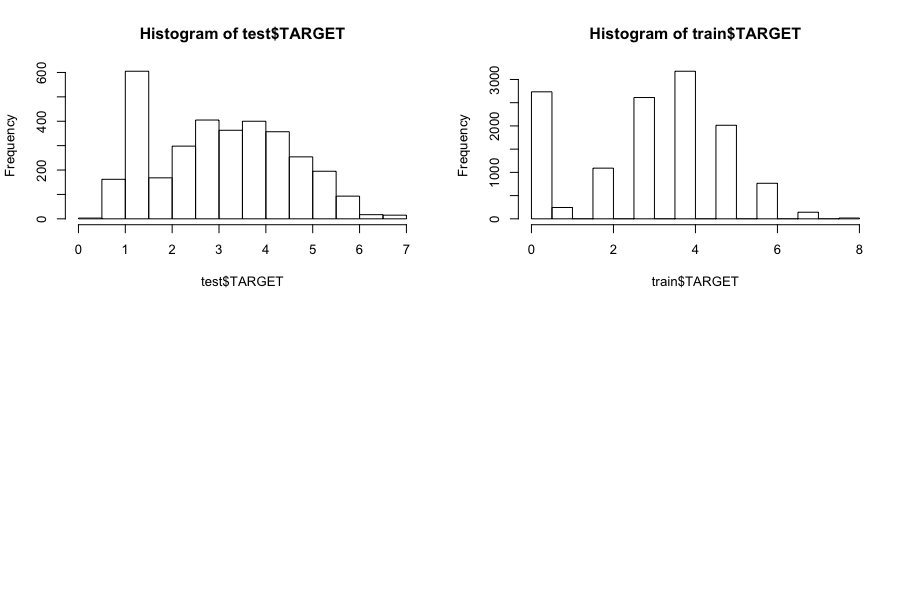 Histogram of test$TARGET
Frequency
0
200
400
600
0 1 2 3 4 5 6 7
test$TARGET
Histogram of train$TARGET
Frequency
0
1000
2000
3000
0 2 4 6 8
train$TARGET